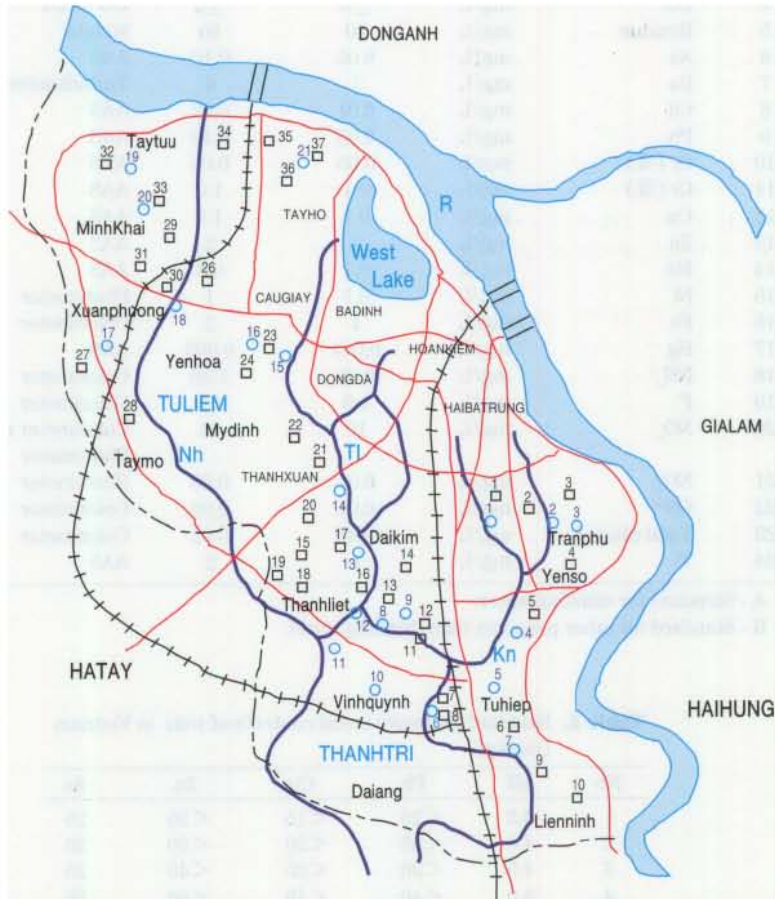 DONGANH
34
35
37
Taytuu
32
19
21
36
33
20
R
TAYHO
MinhKhai
29
West
Lake
31
30
26
CAUGIAY
BADINH
Xuanphuong
18
17
16
23
HOANKIEM
Yenhoa
15
27
24
DONGDA
TULIEM
HAIBATRUNG
28
Mydinh
22
GIALAM
Nh
TI
Taymo
21
THANHXUAN
3
14
1
2
20
2
3
17
Daikim
Tranphu
15
13
14
4
19
18
16
Yenso
13
Thanhliet
9
5
12
8
12
11
4
11
Kn
HATAY
10
5
Vinhquynh
7
Tuhiep
HAIHUNG
8
6
THANHTRI
7
9
Daiang
10
Lienninh